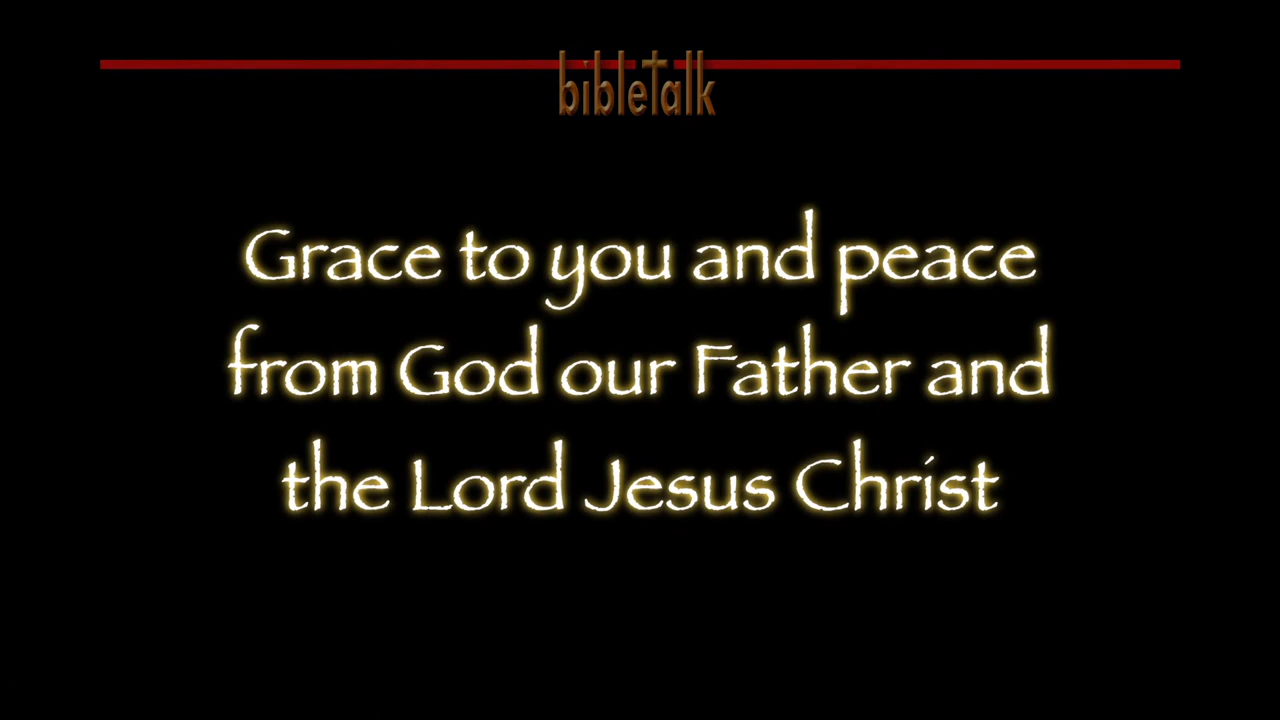 bibleTalk
Grace to you and peace
from God our Father and
the Lord Jesus Christ